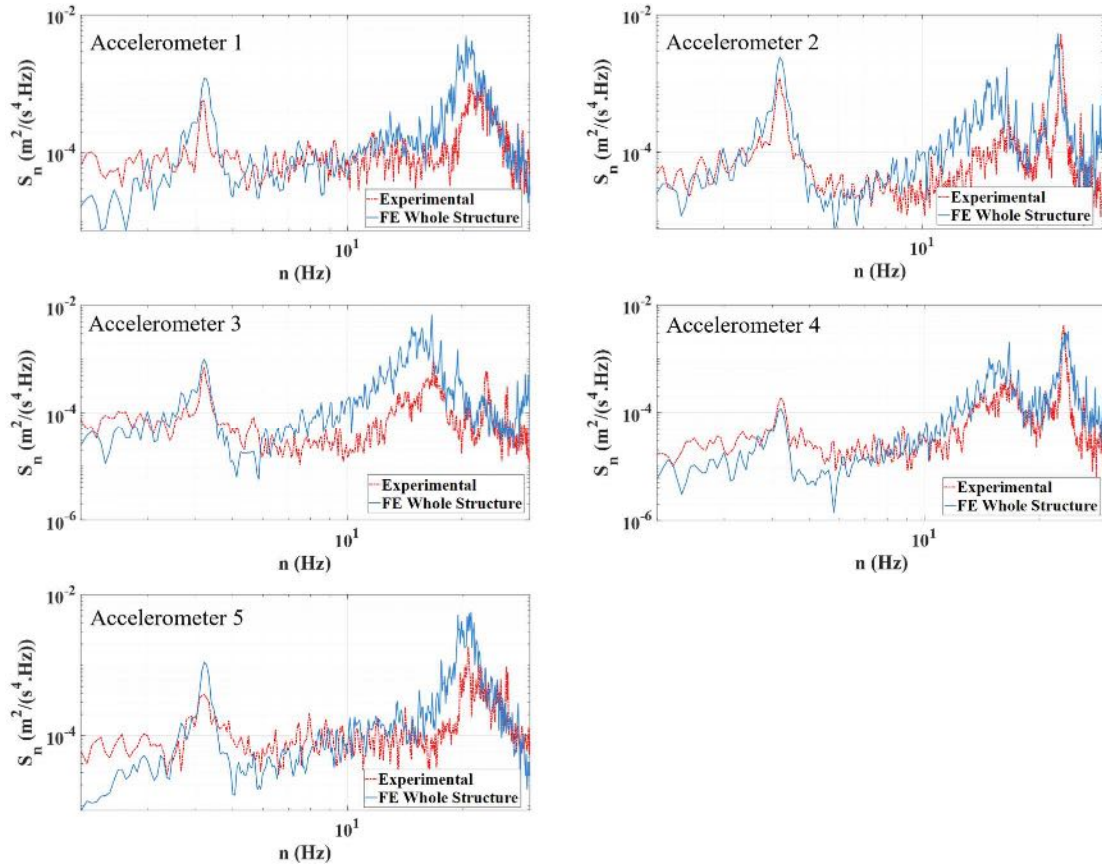 Accelerometer 1
10^-2
10^-4
S_n (m^2/(s^4.Hz))
Experimental
FE Whole Structure
10^1
n (Hz)
Accelerometer 2
10^-2
10^-4
S_n (m^2/(s^4.Hz))
Experimental
FE Whole Structure
10^1
n (Hz)
Accelerometer 3
10^-2
10^-4
10^-6
S_n (m^2/(s^4.Hz))
Experimental
FE Whole Structure
10^1
n (Hz)
Accelerometer 4
10^-2
10^-4
10^-6
S_n (m^2/(s^4.Hz))
Experimental
FE Whole Structure
10^1
n (Hz)
Accelerometer 5
10^-2
10^-4
S_n (m^2/(s^4.Hz))
Experimental
FE Whole Structure
10^1
n (Hz)